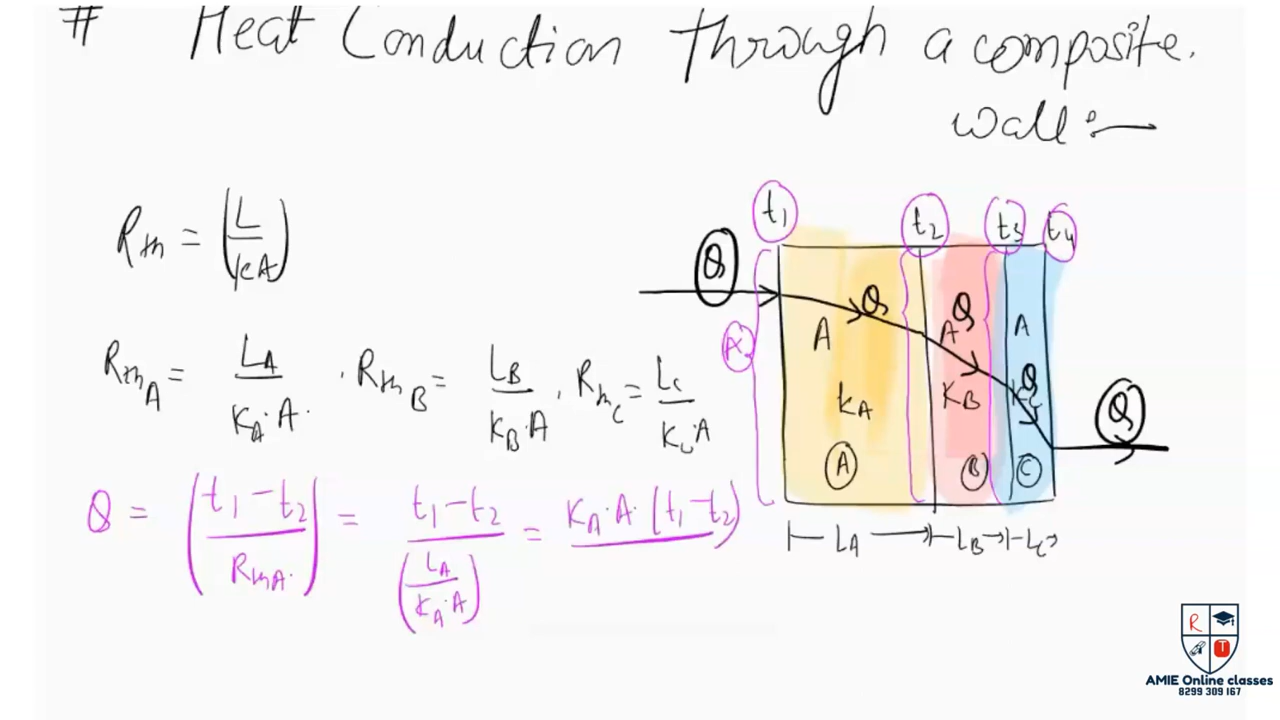 # Heat Conduction through a composite.
wall :—
Rth = (L/KA)
RthA = LA/KA·A. , RthB = LB/KB·A , RthC = LC/KC·A
Q = (t1-t2/RthA.) = t1-t2/(LA/KA·A) = KA·A.(t1-t2)
t1 t2 t3 t4
Q
Q Q
A A A
Q
KA KB KC
Q
A B C
LA LB LC
R T
AMIE Online classes
8299 309 167